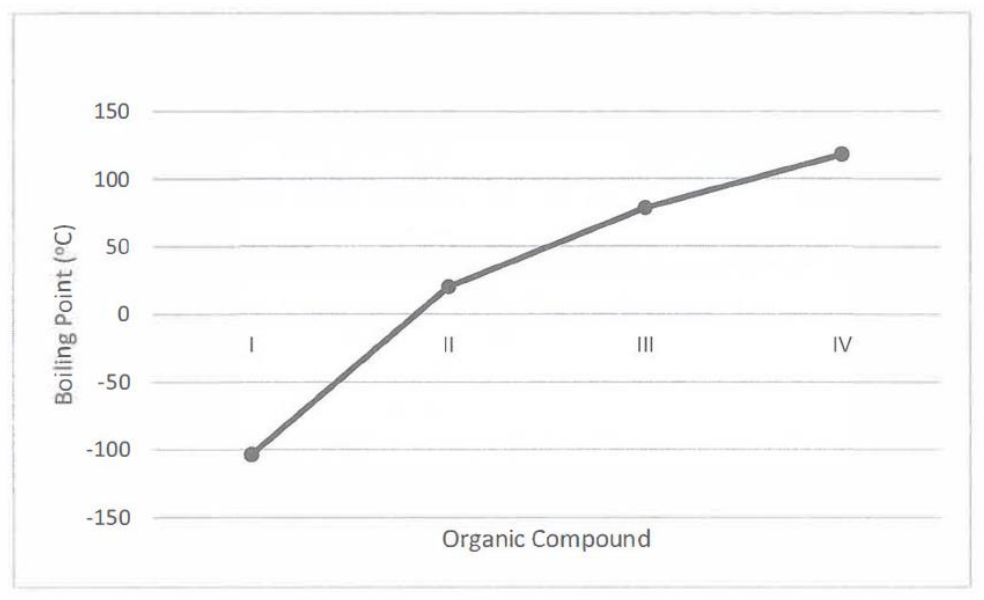 150
100
50
0
-50
-100
-150
Boiling Point (°C)
I
II
III
IV
Organic Compound